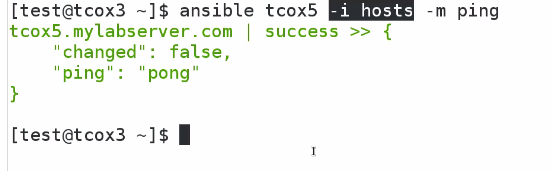 [test@tcox3 ~]$ ansible tcox5 -i hosts -m ping
tcox5.mylabserver.com | success >> {
    "changed": false,
    "ping": "pong"
}
[test@tcox3 ~]$